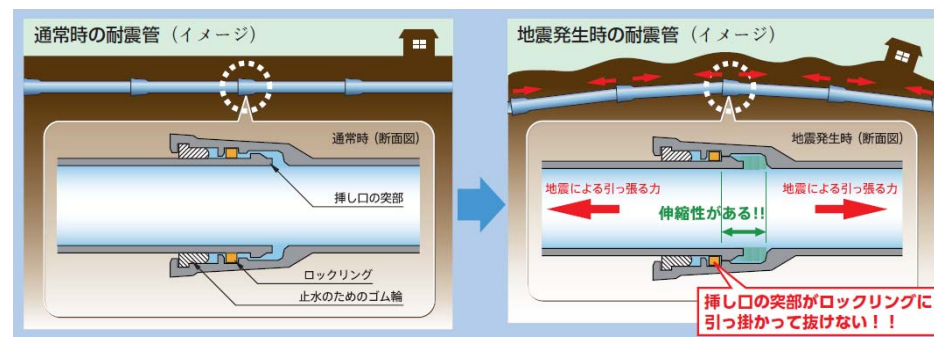 通常時の耐震管（イメージ）
通常時（断面図）
挿し口の突部
ロックリング
止水のためのゴム輪
地震発生時の耐震管（イメージ）
地震発生時（断面図）
地震による引っ張る力
地震による引っ張る力
伸縮性がある!!
挿し口の突部がロックリングに
引っ掛かって抜けない！！